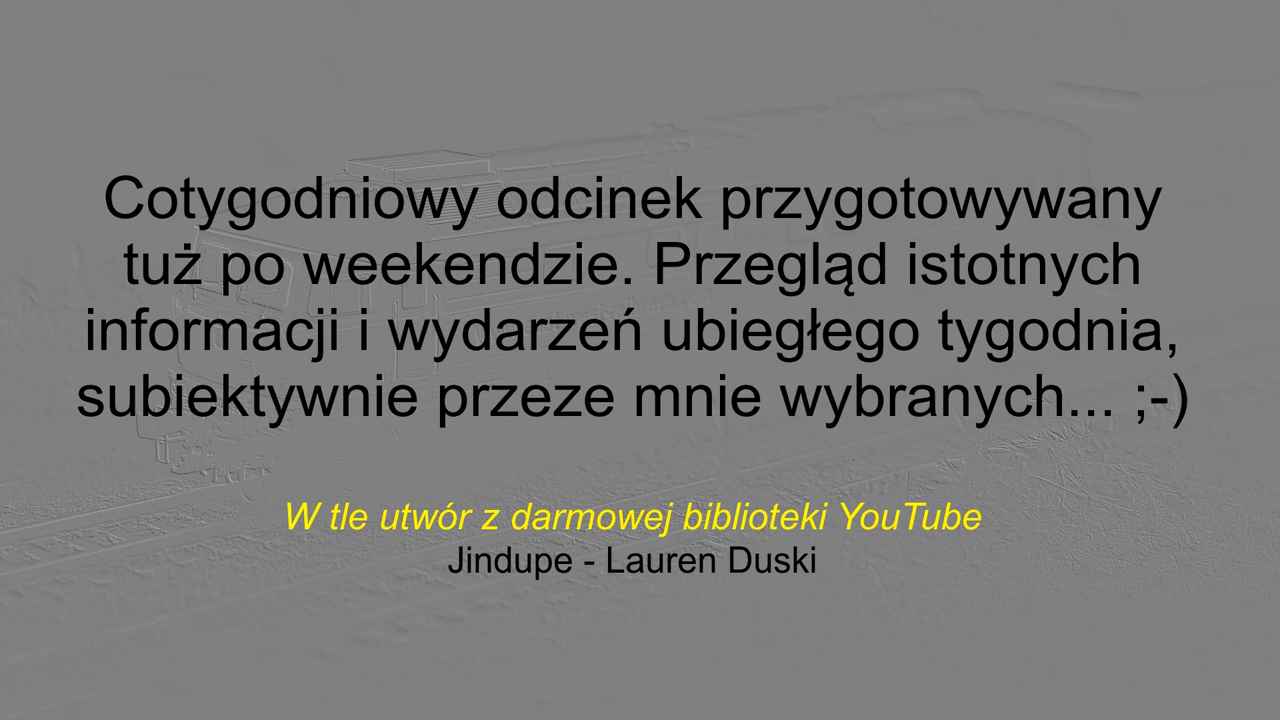 Cotygodniowy odcinek przygotowywany
tuż po weekendzie. Przegląd istotnych
informacji i wydarzeń ubiegłego tygodnia,
subiektywnie przeze mnie wybranych... ;-)
W tle utwór z darmowej biblioteki YouTube
Jindupe - Lauren Duski